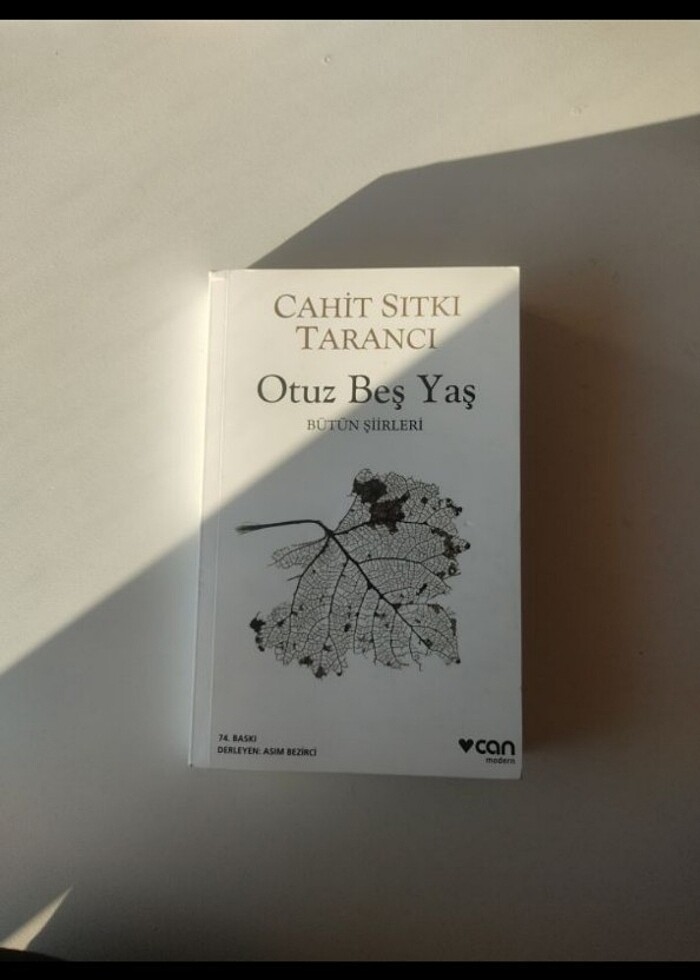 CAHİT SITKI
TARANCI
Otuz Beş Yaş
BÜTÜN ŞİİRLERİ
74. BASKI
DERLEYEN: ASIM BEZİRCİ
can
modern